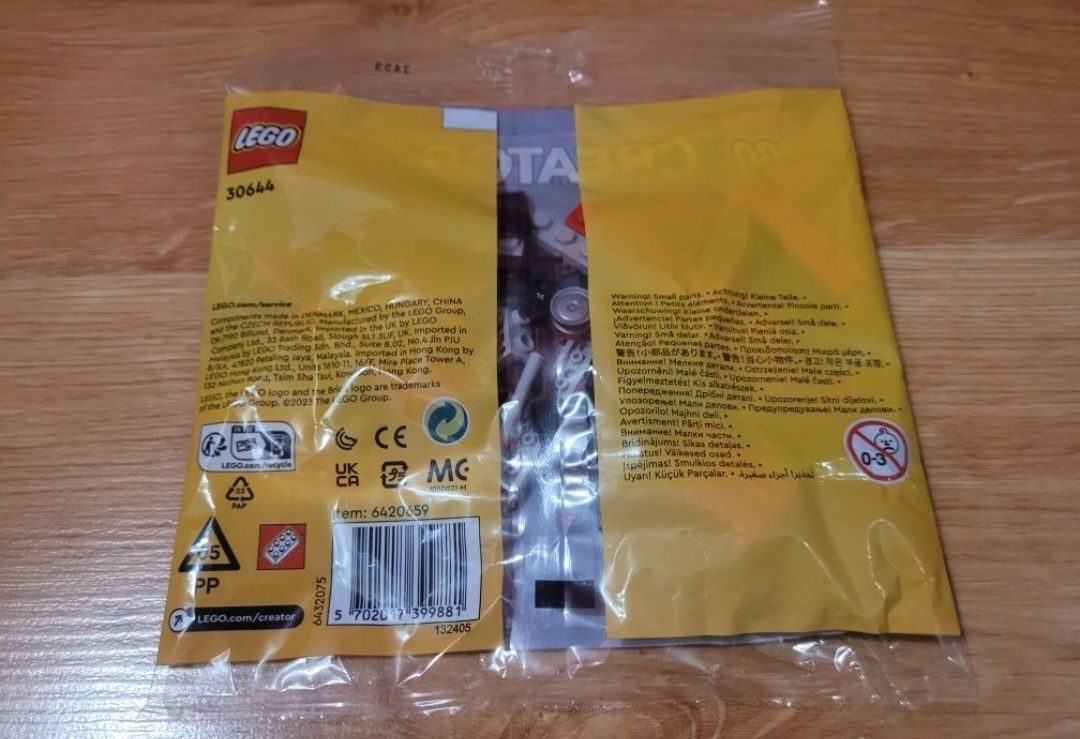 LEGO
30644
LEGO.com/service
Components made in DENMARK, MEXICO, HUNGARY, CHINA
and the CZECH REPUBLIC. Manufactured by the LEGO Group,
DK-7190 Billund, Denmark. Imported in the UK by LEGO
Company Ltd., 33 Bath Road, Slough SL1 3UF, UK. Imported in
Malaysia by LEGO Trading Sdn. Bhd., Suite 8.02, No.4 Jln PJU
8/8A, 47820 Petaling Jaya, Malaysia. Imported in Hong Kong by
LEGO Hong Kong Ltd., Units 1610-11, 16/F, Mira Place Tower A,
132 Nathan Road, Tsim Sha Tsui, Kowloon, Hong Kong.
LEGO, the LEGO logo and the Brick logo are trademarks
of the LEGO Group. ©2023 The LEGO Group.
LEGO.com/recycle
CE
UK
CA
22
PAP
MC
Item: 6420659
05
PP
6432075
LEGO.com/creator
5 702017 399881
132405
CREATOR
Warning! Small parts. • Achtung! Kleine Teile. •
Attention ! Petits éléments. • Avvertenza! Piccole parti. •
Waarschuwing! Kleine onderdelen. •
¡Advertencia! Partes pequeñas. • Advarsel! Små dele. •
Viðvörun! Litlir hlutir. • Varoitus! Pieniä osia. •
Varning! Små delar. • Advarsel! Små deler. •
Atenção! Pequenas partes. • Προειδοποίηση! Μικρά μέρη. •
警告!小部品があります。• 警告!当心小物件。•
Внимание! Мелкие детали. • Ostrzeżenie! Małe części. •
Upozornění! Malé části. • Upozornenie! Malé časti. •
Figyelmeztetés! Kis alkatrészek. •
Попередження! Дрібні деталі. • Upozorenje! Sitni dijelovi. •
Упозорење! Мали делови. • Предупредување! Мали делови. •
Opozorilo! Majhni deli. •
Avertisment! Părți mici. •
Внимание! Малки части. •
Brīdinājums! Sīkas detaļas. •
Hoiatus! Väikesed osad. •
Įspėjimas! Smulkios detalės. •
Uyarı! Küçük Parçalar. • تحذير! أجزاء صغيرة.
0-3